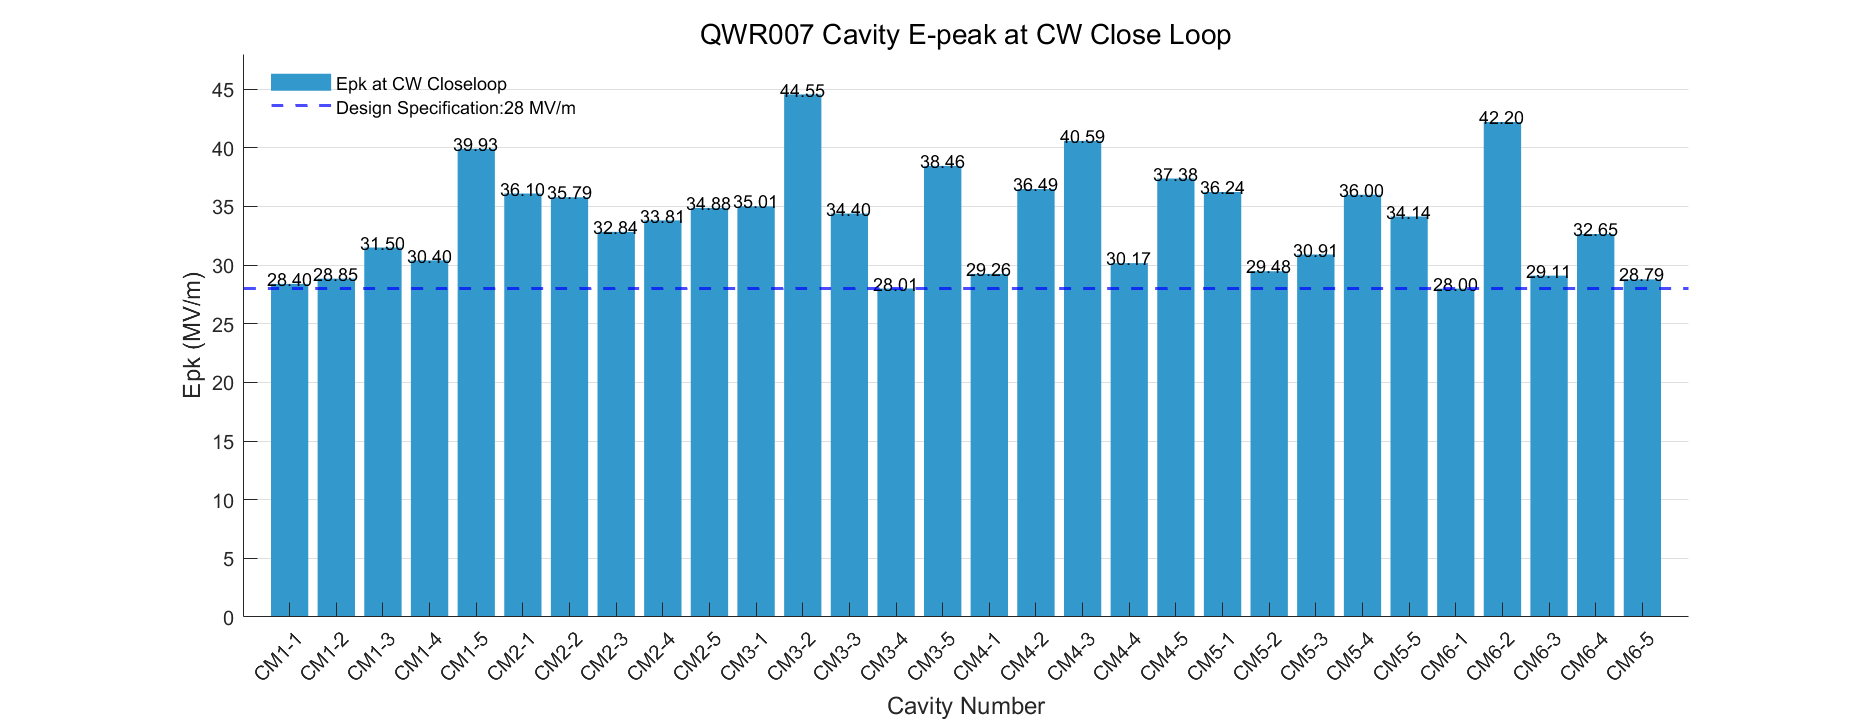 QWR007 Cavity E-peak at CW Close Loop
Epk at CW Closeloop
Design Specification:28 MV/m
Epk (MV/m)
45
40
35
30
25
20
15
10
5
0
28.40
28.85
31.50
30.40
39.93
36.10
35.79
32.84
33.81
34.88
35.01
44.55
34.40
28.01
38.46
29.26
36.49
40.59
30.17
37.38
36.24
29.48
30.91
36.00
34.14
28.00
42.20
29.11
32.65
28.79
CM1-1
CM1-2
CM1-3
CM1-4
CM1-5
CM2-1
CM2-2
CM2-3
CM2-4
CM2-5
CM3-1
CM3-2
CM3-3
CM3-4
CM3-5
CM4-1
CM4-2
CM4-3
CM4-4
CM4-5
CM5-1
CM5-2
CM5-3
CM5-4
CM5-5
CM6-1
CM6-2
CM6-3
CM6-4
CM6-5
Cavity Number